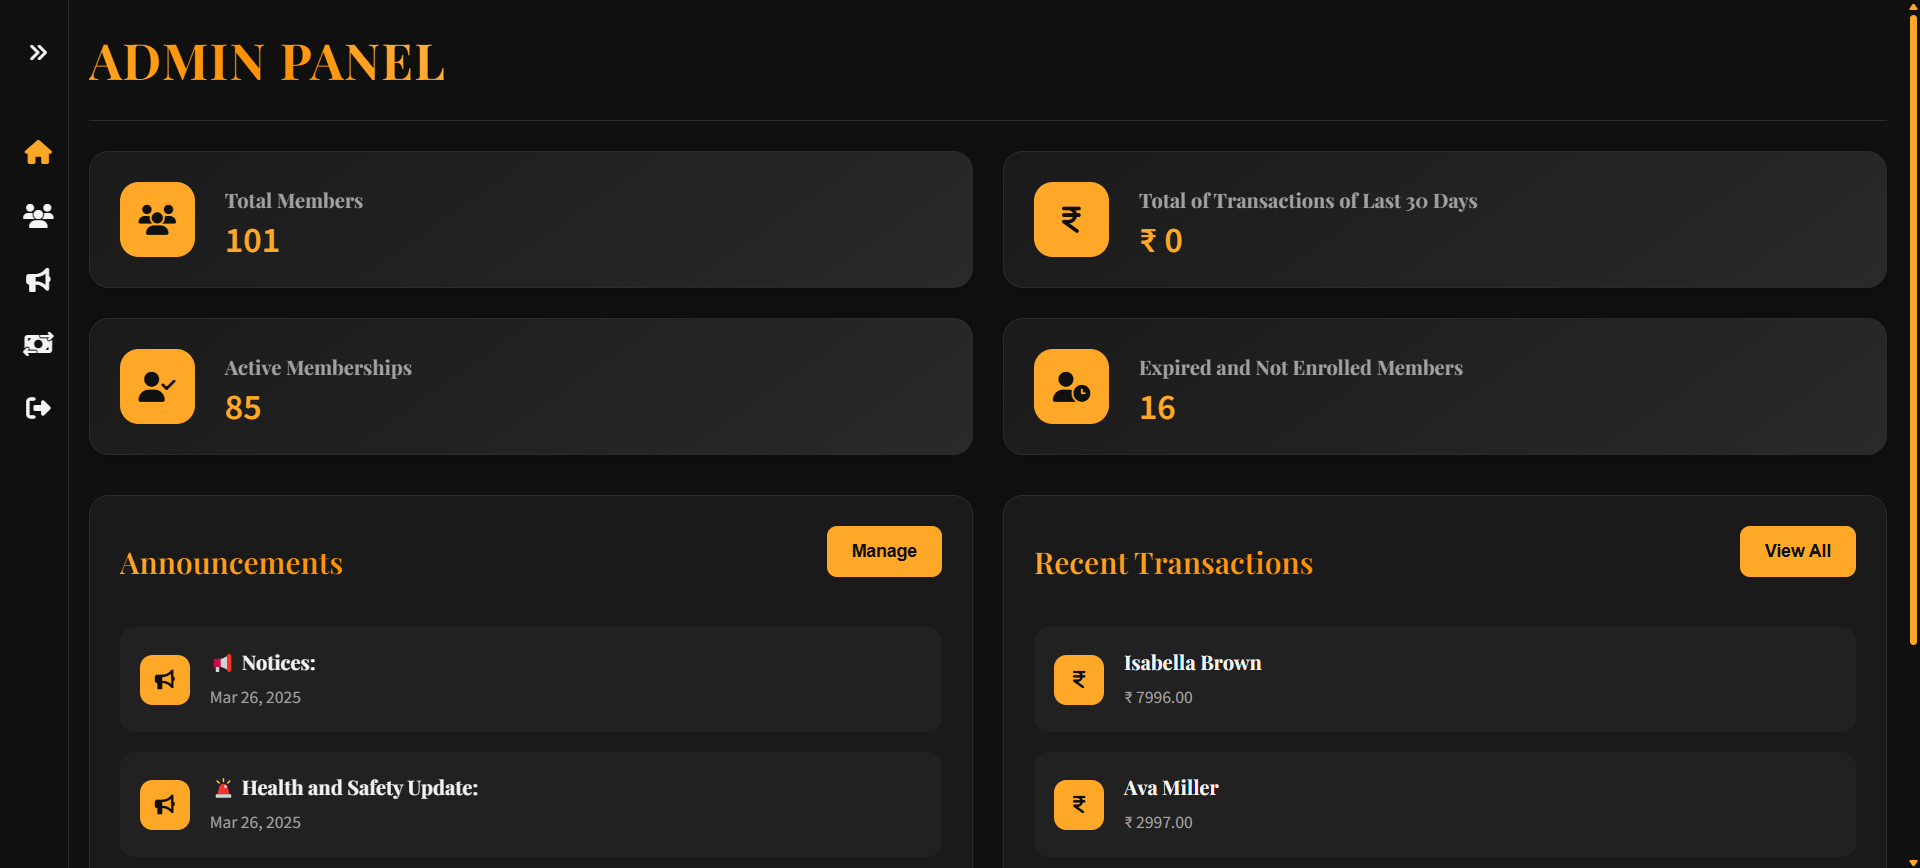 ADMIN PANEL
Total Members
101
Total of Transactions of Last 30 Days
₹ 0
Active Memberships
85
Expired and Not Enrolled Members
16
Announcements
Manage
📢 Notices:
Mar 26, 2025
🚨 Health and Safety Update:
Mar 26, 2025
Recent Transactions
View All
Isabella Brown
₹ 7996.00
Ava Miller
₹ 2997.00